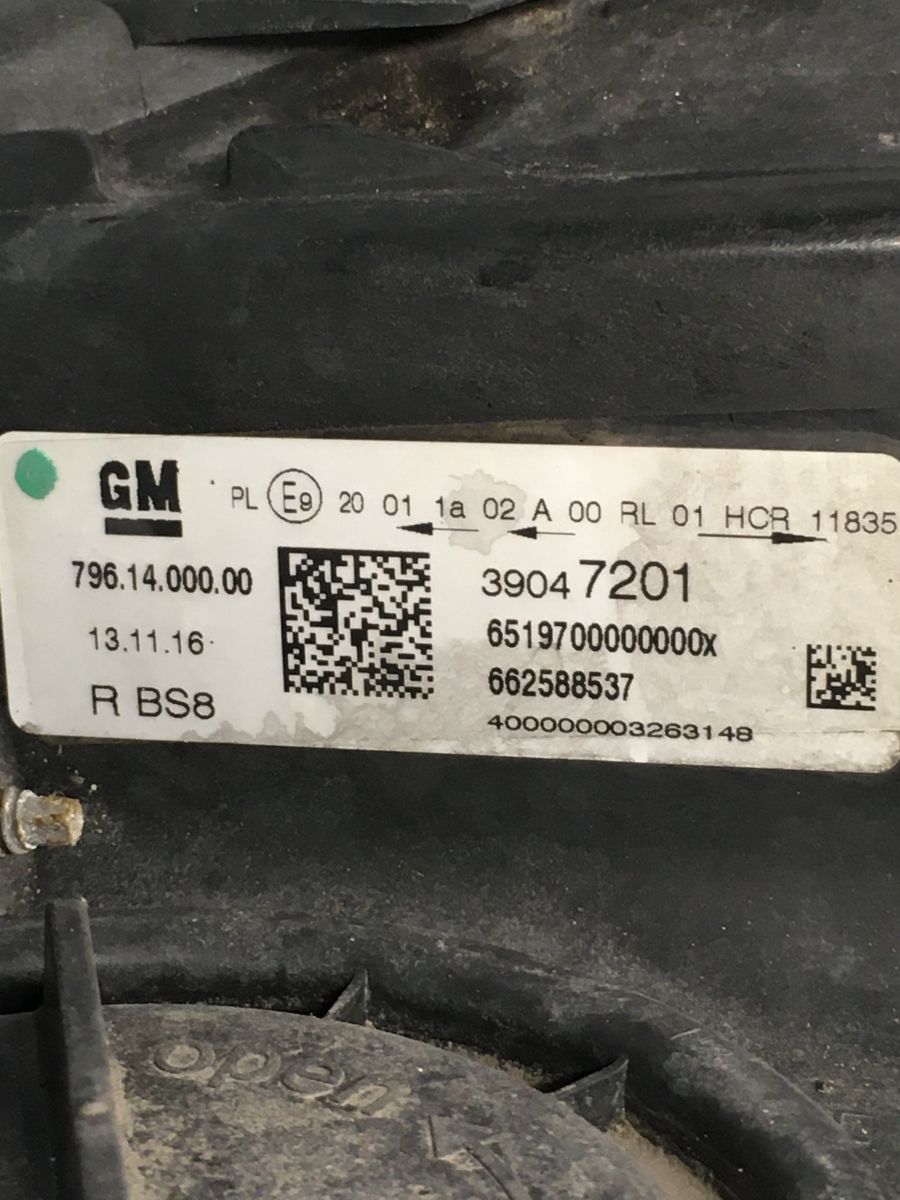 GM
PL E9 20 01 1a 02 A 00 RL 01 HCR 11835
796.14.000.00
39047201
13.11.16
6519700000000x
R BS8
662588537
400000003263148
open